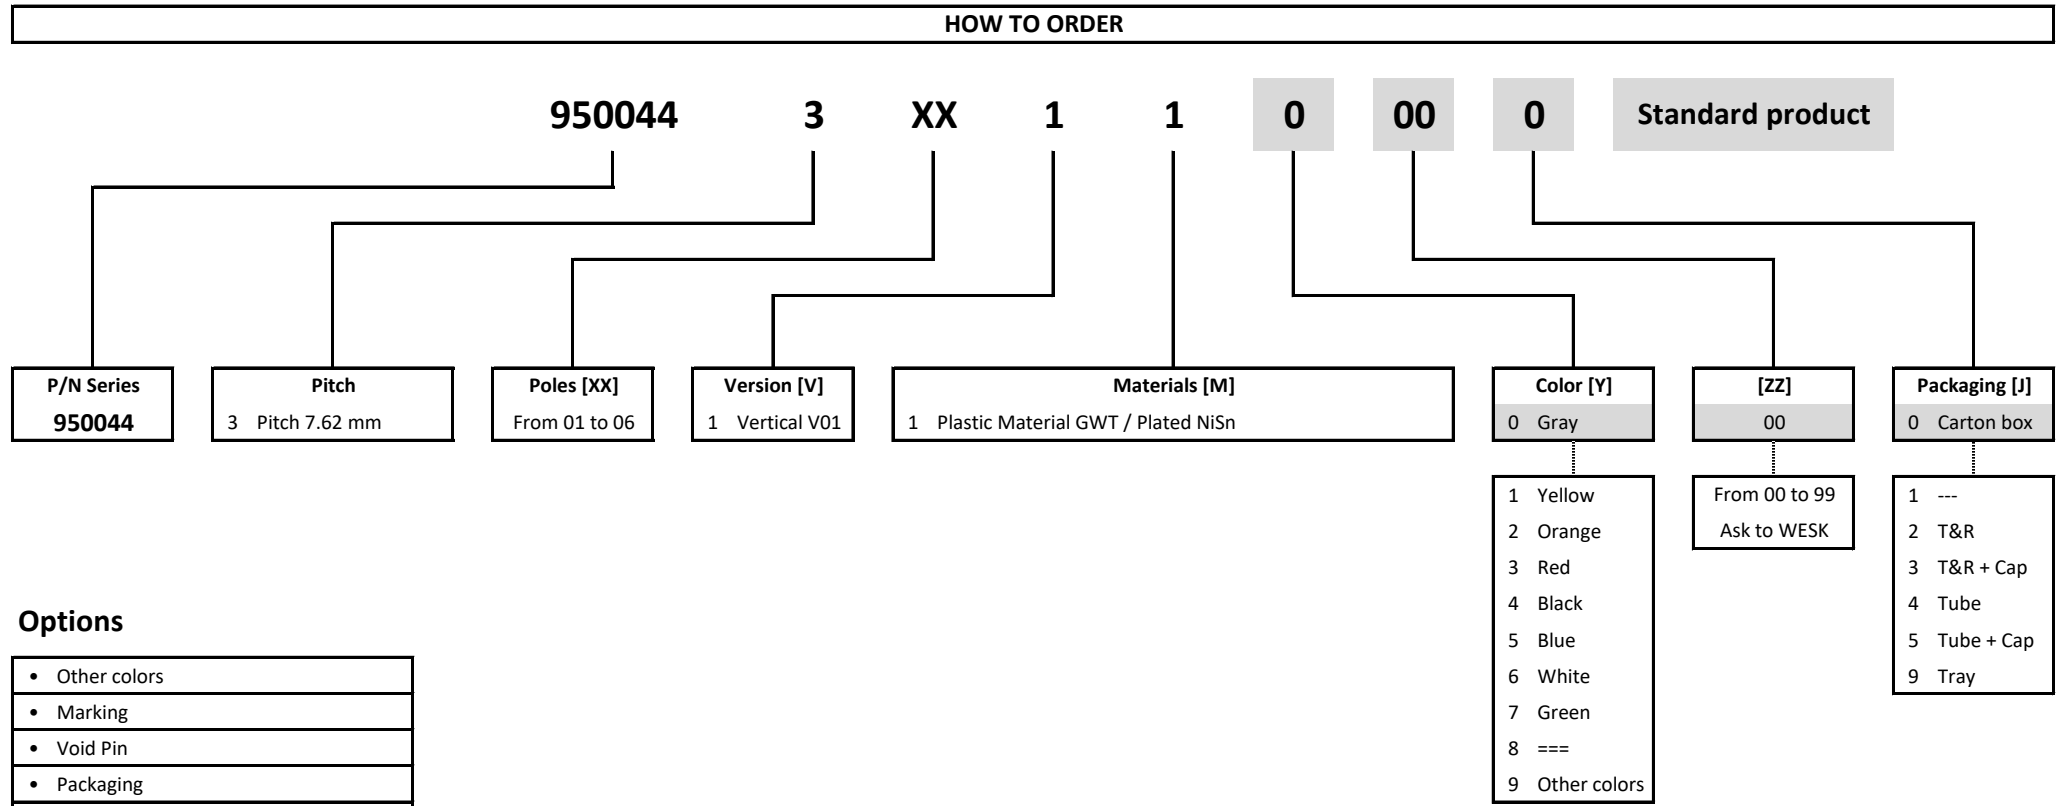 HOW TO ORDER
950044 3 XX 1 1 0 00 0 Standard product
P/N Series Pitch Poles [XX] Version [V] Materials [M] Color [Y] [ZZ] Packaging [J]
950044 3 Pitch 7.62 mm From 01 to 06 1 Vertical V01 1 Plastic Material GWT / Plated NiSn 0 Gray 00 0 Carton box
1 Yellow From 00 to 99 1 ---
2 Orange Ask to WESK 2 T&R
3 Red 3 T&R + Cap
4 Black 4 Tube
5 Blue 5 Tube + Cap
6 White 9 Tray
7 Green
8 ===
9 Other colors
Options
• Other colors
• Marking
• Void Pin
• Packaging